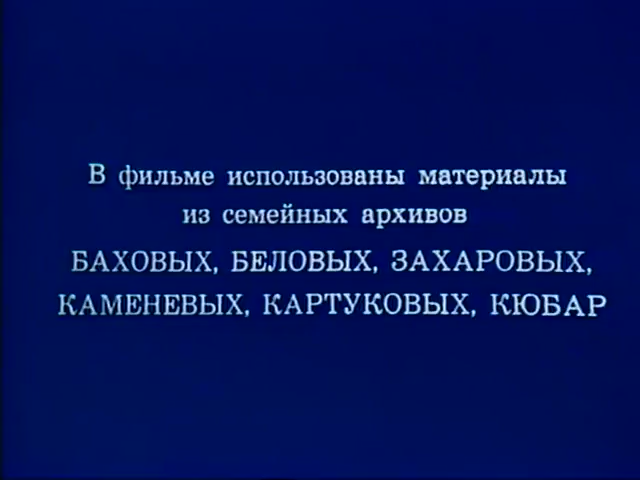 В фильме использованы материалы
из семейных архивов
БАХОВЫХ, БЕЛОВЫХ, ЗАХАРОВЫХ,
КАМЕНЕВЫХ, КАРТУКОВЫХ, КЮБАР